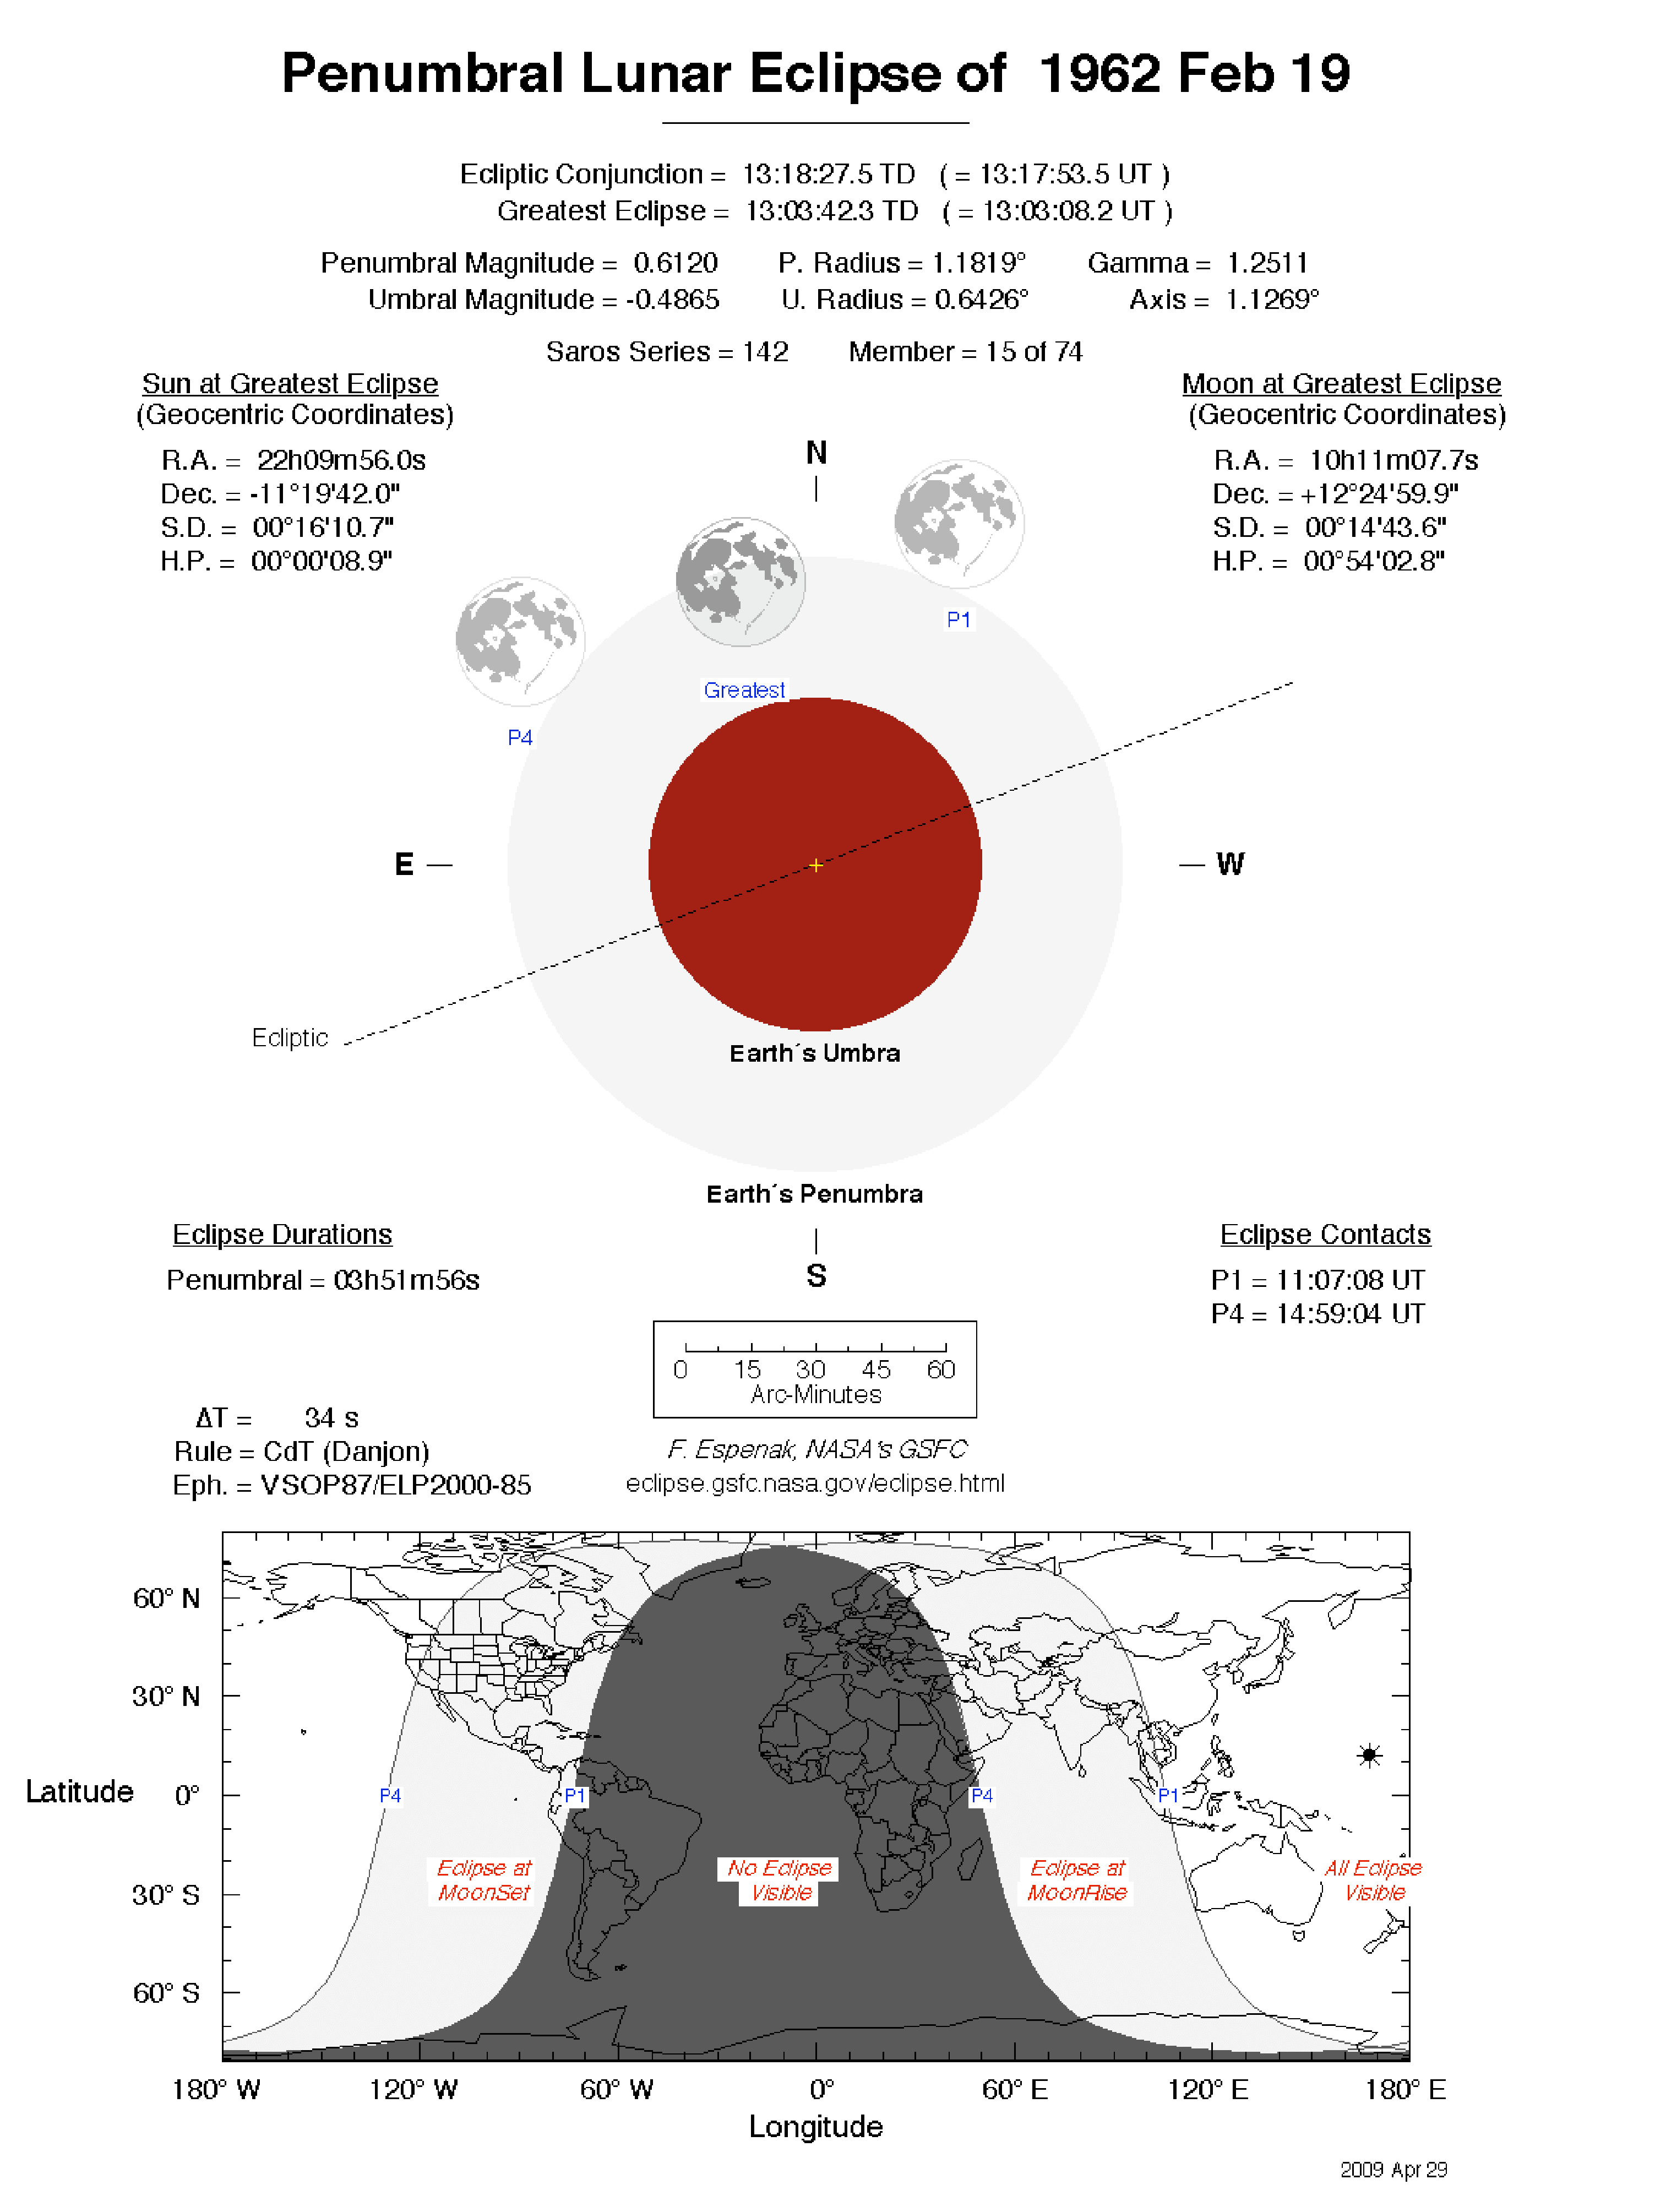 Penumbral Lunar Eclipse of 1962 Feb 19
Ecliptic Conjunction = 13:18:27.5 TD ( = 13:17:53.5 UT )
Greatest Eclipse = 13:03:42.3 TD ( = 13:03:08.2 UT )
Penumbral Magnitude = 0.6120 P. Radius = 1.1819° Gamma = 1.2511
Umbral Magnitude = -0.4865 U. Radius = 0.6426° Axis = 1.1269°
Saros Series = 142 Member = 15 of 74
Sun at Greatest Eclipse
(Geocentric Coordinates)
R.A. = 22h09m56.0s
Dec. = -11°19'42.0"
S.D. = 00°16'10.7"
H.P. = 00°00'08.9"
Moon at Greatest Eclipse
(Geocentric Coordinates)
R.A. = 10h11m07.7s
Dec. = +12°24'59.9"
S.D. = 00°14'43.6"
H.P. = 00°54'02.8"
N
P1
Greatest
P4
E
W
Ecliptic
Earth´s Umbra
Earth´s Penumbra
S
Eclipse Durations
Penumbral = 03h51m56s
Eclipse Contacts
P1 = 11:07:08 UT
P4 = 14:59:04 UT
0 15 30 45 60
Arc-Minutes
ΔT = 34 s
Rule = CdT (Danjon)
Eph. = VSOP87/ELP2000-85
F. Espenak, NASA's GSFC
eclipse.gsfc.nasa.gov/eclipse.html
60° N
30° N
Latitude 0°
30° S
60° S
P4 P1 P4 P1
Eclipse at MoonSet
No Eclipse Visible
Eclipse at MoonRise
All Eclipse Visible
180° W 120° W 60° W 0° 60° E 120° E 180° E
Longitude
2009 Apr 29